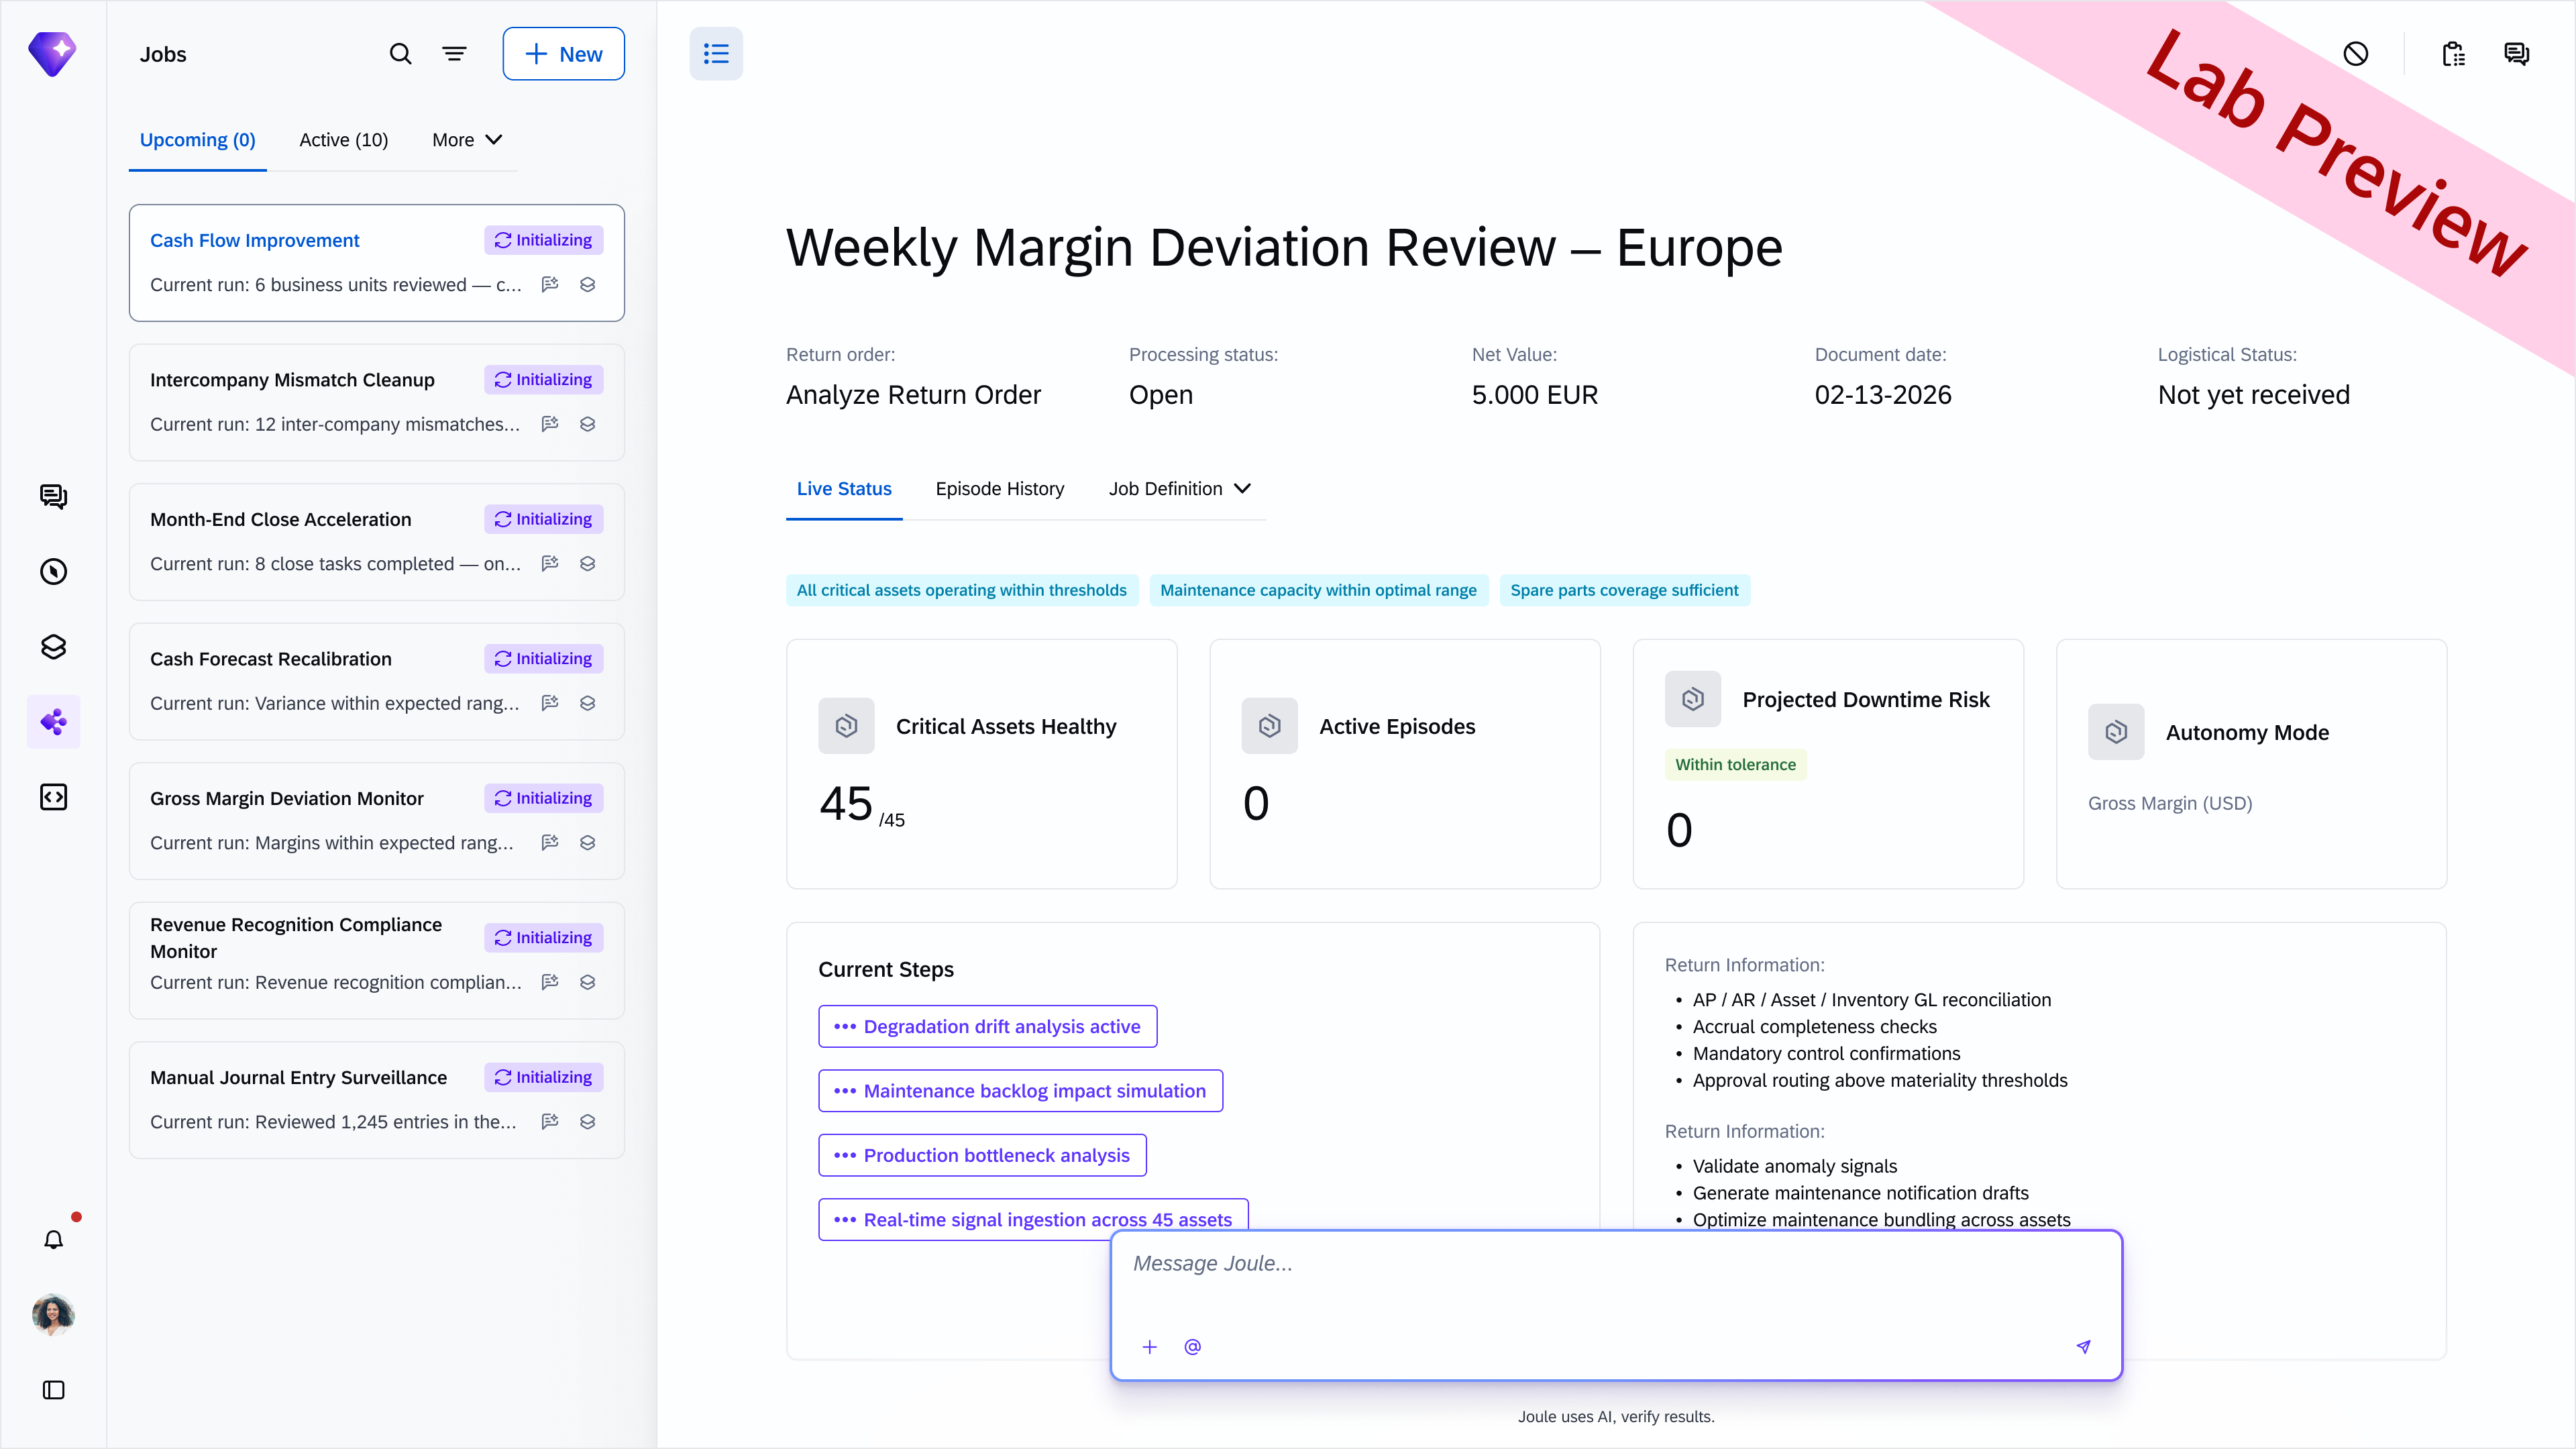 Jobs
New
Upcoming (0)
Active (10)
More
Cash Flow Improvement
Initializing
Current run: 6 business units reviewed — c...
Intercompany Mismatch Cleanup
Initializing
Current run: 12 inter-company mismatches...
Month-End Close Acceleration
Initializing
Current run: 8 close tasks completed — on...
Cash Forecast Recalibration
Initializing
Current run: Variance within expected rang...
Gross Margin Deviation Monitor
Initializing
Current run: Margins within expected rang...
Revenue Recognition Compliance
Monitor
Initializing
Current run: Revenue recognition complian...
Manual Journal Entry Surveillance
Initializing
Current run: Reviewed 1,245 entries in the...
Lab Preview
Weekly Margin Deviation Review – Europe
Return order:
Analyze Return Order
Processing status:
Open
Net Value:
5.000 EUR
Document date:
02-13-2026
Logistical Status:
Not yet received
Live Status
Episode History
Job Definition
All critical assets operating within thresholds
Maintenance capacity within optimal range
Spare parts coverage sufficient
Critical Assets Healthy
45 /45
Active Episodes
0
Projected Downtime Risk
Within tolerance
0
Autonomy Mode
Gross Margin (USD)
Current Steps
Degradation drift analysis active
Maintenance backlog impact simulation
Production bottleneck analysis
Real-time signal ingestion across 45 assets
Return Information:
• AP / AR / Asset / Inventory GL reconciliation
• Accrual completeness checks
• Mandatory control confirmations
• Approval routing above materiality thresholds
Return Information:
• Validate anomaly signals
• Generate maintenance notification drafts
• Optimize maintenance bundling across assets
Message Joule...
@
Joule uses AI, verify results.